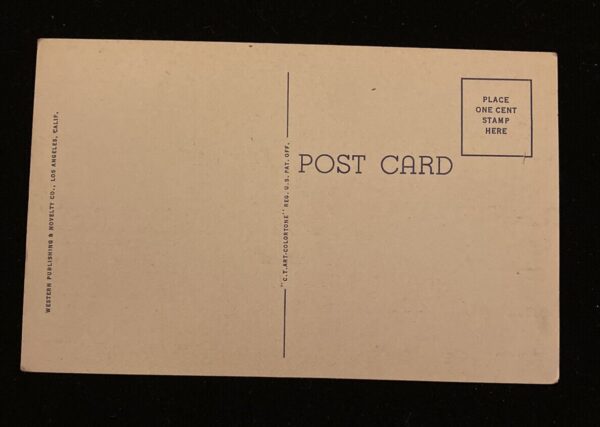 WESTERN PUBLISHING & NOVELTY CO., LOS ANGELES, CALIF.
"C.T. ART-COLORTONE" REG. U.S. PAT. OFF.
POST CARD
PLACE
ONE CENT
STAMP
HERE